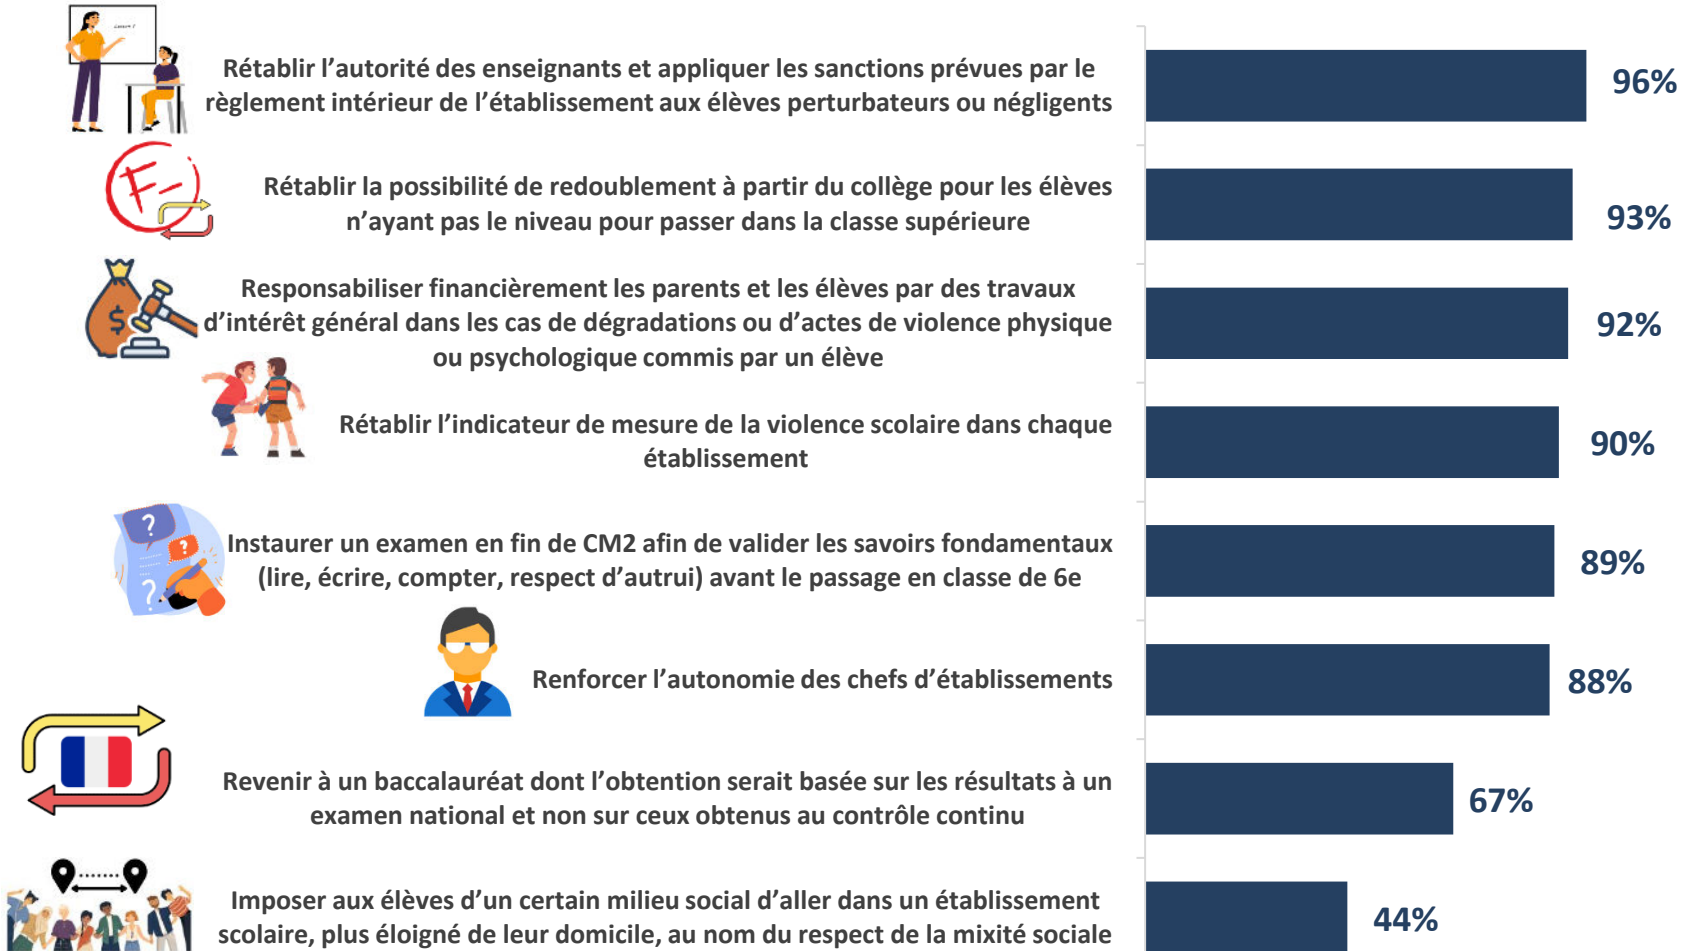 Rétablir l'autorité des enseignants et appliquer les sanctions prévues par le
règlement intérieur de l'établissement aux élèves perturbateurs ou négligents
96%
Rétablir la possibilité de redoublement à partir du collège pour les élèves
n'ayant pas le niveau pour passer dans la classe supérieure
93%
F-
Responsabiliser financièrement les parents et les élèves par des travaux
d'intérêt général dans les cas de dégradations ou d'actes de violence physique
ou psychologique commis par un élève
92%
$
Rétablir l'indicateur de mesure de la violence scolaire dans chaque
établissement
90%
Instaurer un examen en fin de CM2 afin de valider les savoirs fondamentaux
(lire, écrire, compter, respect d'autrui) avant le passage en classe de 6e
89%
?
?
?
Renforcer l'autonomie des chefs d'établissements
88%
Revenir à un baccalauréat dont l'obtention serait basée sur les résultats à un
examen national et non sur ceux obtenus au contrôle continu
67%
Imposer aux élèves d'un certain milieu social d'aller dans un établissement
scolaire, plus éloigné de leur domicile, au nom du respect de la mixité sociale
44%